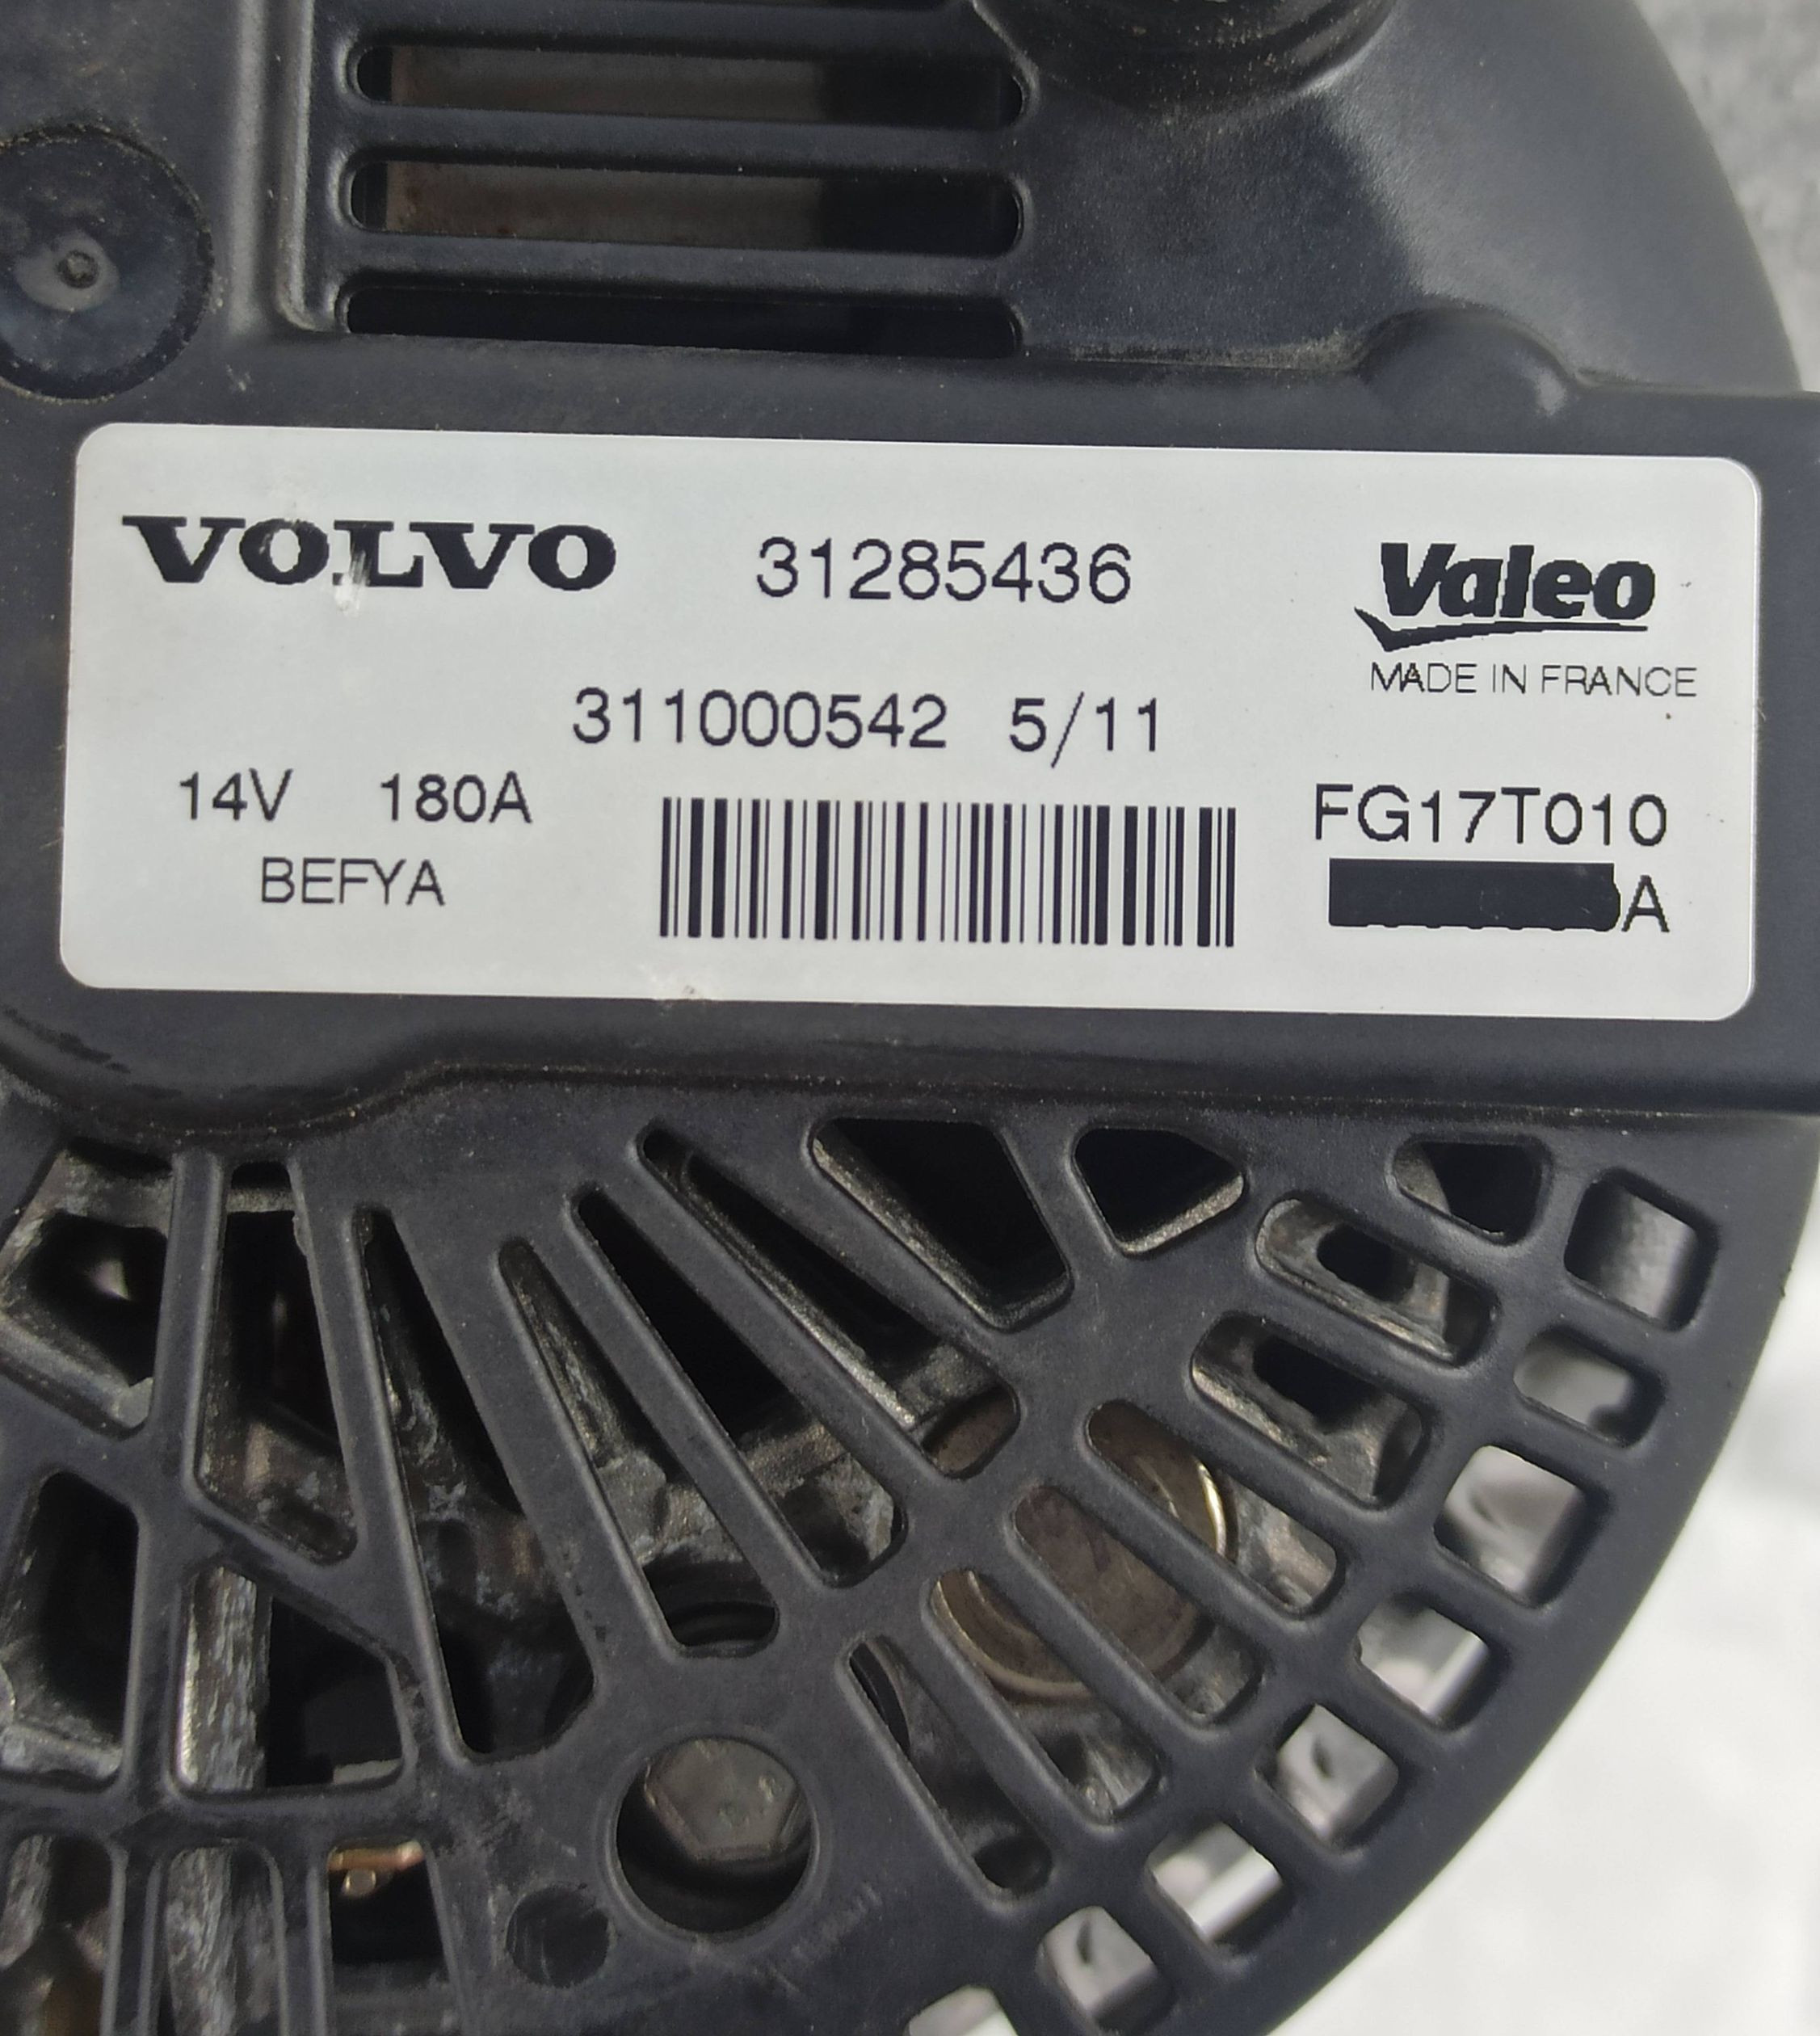 VOLVO 31285436 Valeo
MADE IN FRANCE
311000542 5/11
14V 180A FG17T010
BEFYA A